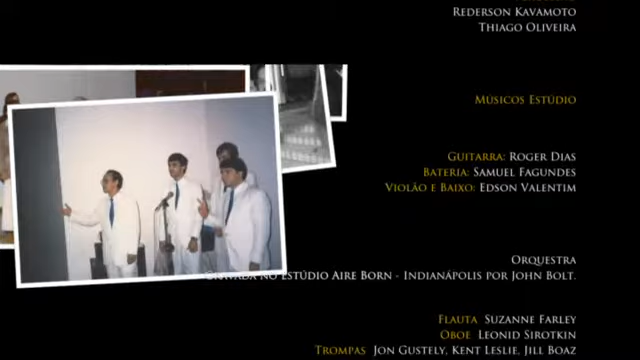 Rederson Kavamoto
Thiago Oliveira
Músicos Estúdio
Guitarra: Roger Dias
Bateria: Samuel Fagundes
Violão e Baixo: Edson Valentim
Orquestra
no Estúdio Aire Born - Indianápolis por John Bolt.
Flauta Suzanne Farley
Oboe Leonid Sirotkin
Trompas Jon Gustely, Kent Leslie, Jill Boaz